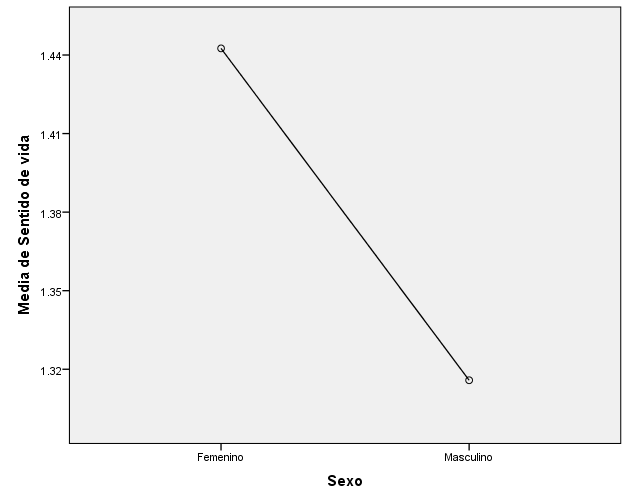 1.44
1.41
1.38
1.35
1.32
Media de Sentido de vida
Femenino
Masculino
Sexo